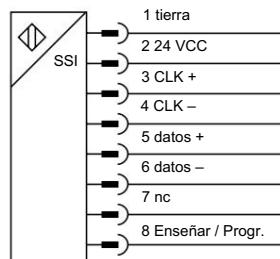 1 tierra
SSI
2 24 VCC
3 CLK +
4 CLK –
5 datos +
6 datos –
7 nc
8 Enseñar / Progr.